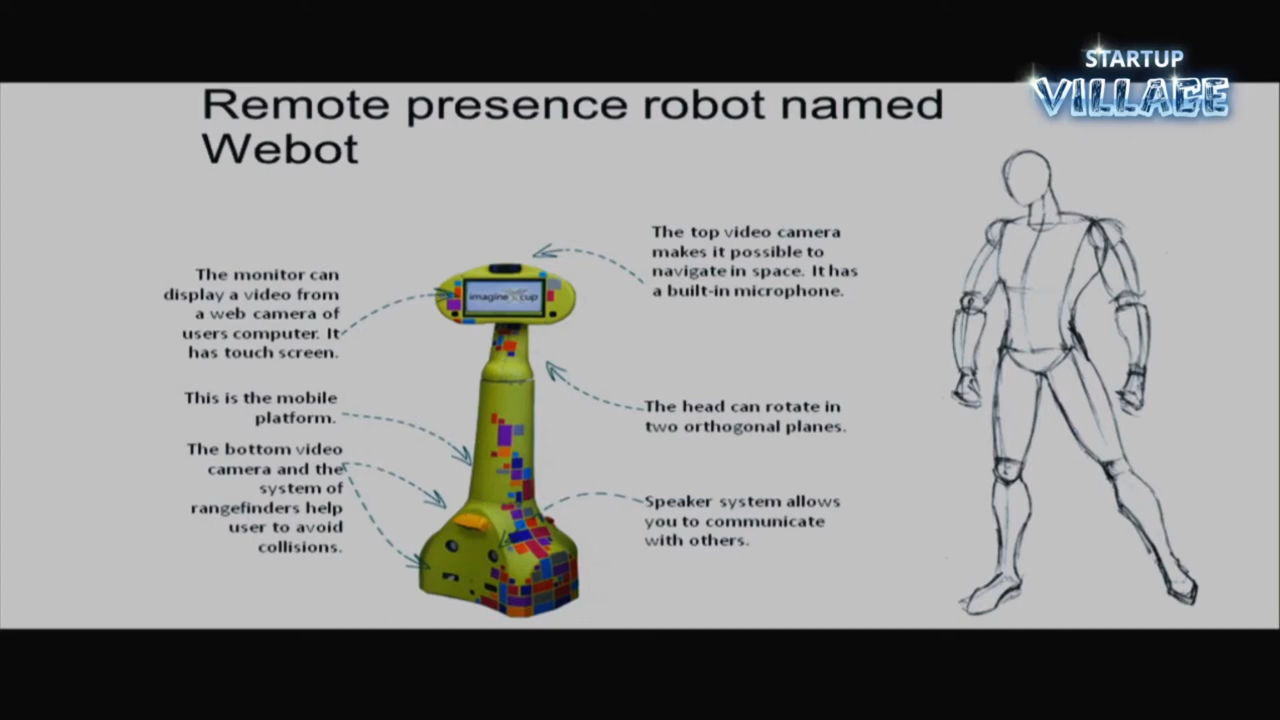 STARTUP
VILLAGE
Remote presence robot named
Webot
The monitor can
display a video from
a web camera of
users computer. It
has touch screen.
This is the mobile
platform.
The bottom video
camera and the
system of
rangefinders help
user to avoid
collisions.
imagine cup
The top video camera
makes it possible to
navigate in space. It has
a built-in microphone.
The head can rotate in
two orthogonal planes.
Speaker system allows
you to communicate
with others.